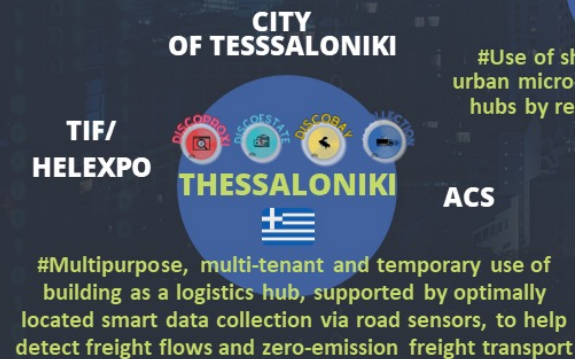 CITY
OF TESSSALONIKI
#Use of sh
urban micro
hubs by re
TIF/
HELEXPO
DISCOPROXI
DISCOESTATE
DISCOBAY
THESSALONIKI
ACS
#Multipurpose, multi-tenant and temporary use of
building as a logistics hub, supported by optimally
located smart data collection via road sensors, to help
detect freight flows and zero-emission freight transport